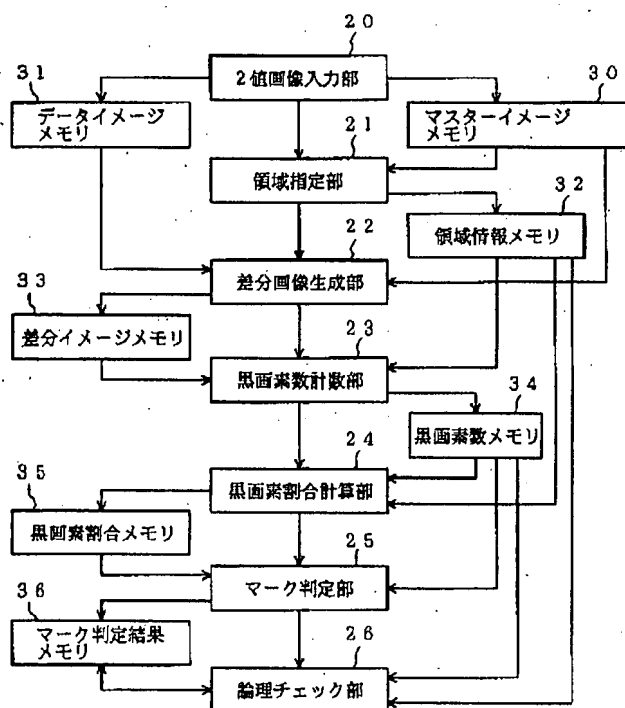 20
2値画像入力部
31
データイメージ
メモリ
30
マスターイメージ
メモリ
21
領域指定部
32
領域情報メモリ
22
差分画像生成部
33
差分イメージメモリ
23
黒画素数計数部
34
黒画素数メモリ
24
黒画素割合計算部
35
黒画素割合メモリ
25
マーク判定部
36
マーク判定結果
メモリ
26
論理チェック部